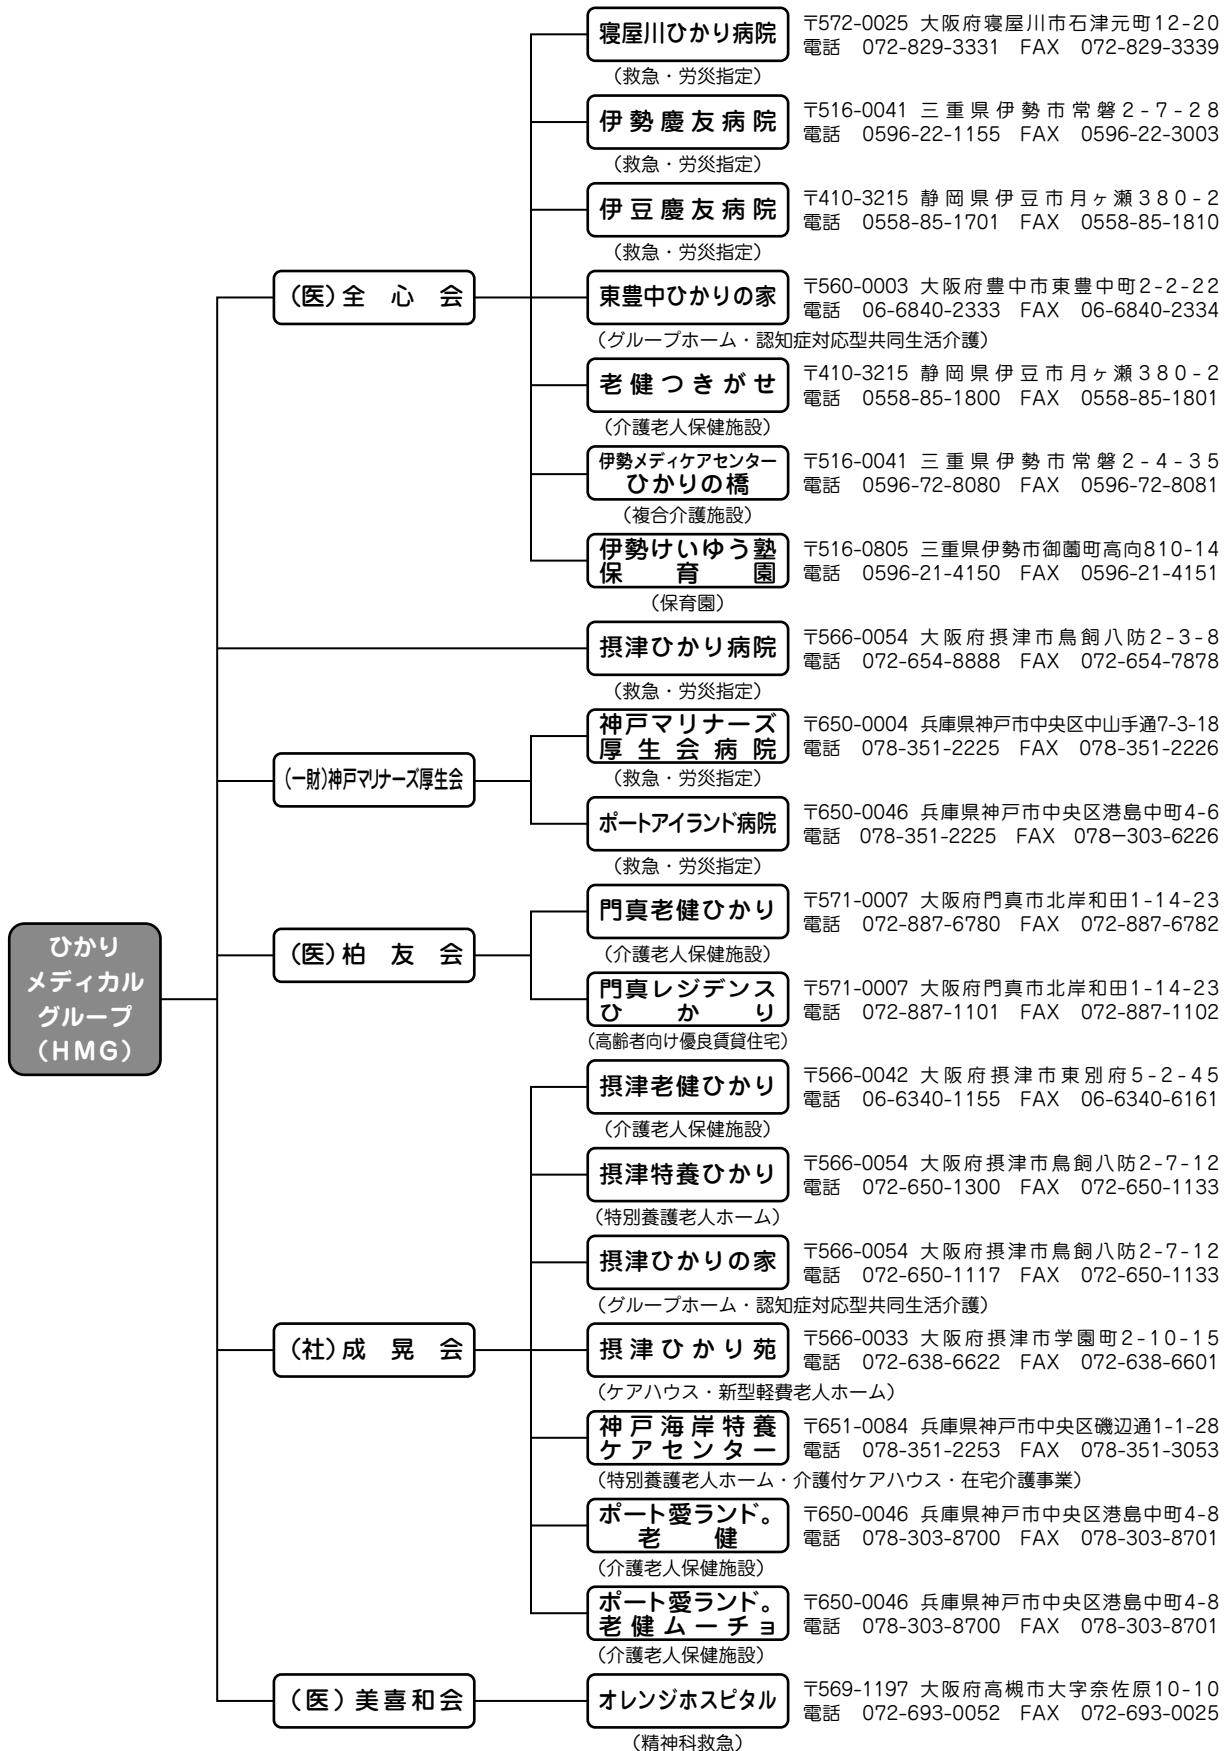 寝屋川ひかり病院
〒572-0025 大阪府寝屋川市石津元町12-20
電話 072-829-3331 FAX 072-829-3339
（救急・労災指定）
伊勢慶友病院
〒516-0041 三重県伊勢市常磐2-7-28
電話 0596-22-1155 FAX 0596-22-3003
（救急・労災指定）
伊豆慶友病院
〒410-3215 静岡県伊豆市月ヶ瀬380-2
電話 0558-85-1701 FAX 0558-85-1810
（救急・労災指定）
（医）全心会
東豊中ひかりの家
〒560-0003 大阪府豊中市東豊中町2-2-22
電話 06-6840-2333 FAX 06-6840-2334
（グループホーム・認知症対応型共同生活介護）
老健つきがせ
〒410-3215 静岡県伊豆市月ヶ瀬380-2
電話 0558-85-1800 FAX 0558-85-1801
（介護老人保健施設）
伊勢メディケアセンター
ひかりの橋
〒516-0041 三重県伊勢市常磐2-4-35
電話 0596-72-8080 FAX 0596-72-8081
（複合介護施設）
伊勢けいゆう塾
保育園
〒516-0805 三重県伊勢市御薗町高向810-14
電話 0596-21-4150 FAX 0596-21-4151
（保育園）
摂津ひかり病院
〒566-0054 大阪府摂津市鳥飼八防2-3-8
電話 072-654-8888 FAX 072-654-7878
（救急・労災指定）
（一財）神戸マリナーズ厚生会
神戸マリナーズ
厚生会病院
〒650-0004 兵庫県神戸市中央区中山手通7-3-18
電話 078-351-2225 FAX 078-351-2226
（救急・労災指定）
ポートアイランド病院
〒650-0046 兵庫県神戸市中央区港島中町4-6
電話 078-351-2225 FAX 078ー303-6226
（救急・労災指定）
ひかり
メディカル
グループ
（HMG）
（医）柏友会
門真老健ひかり
〒571-0007 大阪府門真市北岸和田1-14-23
電話 072-887-6780 FAX 072-887-6782
（介護老人保健施設）
門真レジデンス
ひかり
〒571-0007 大阪府門真市北岸和田1-14-23
電話 072-887-1101 FAX 072-887-1102
（高齢者向け優良賃貸住宅）
摂津老健ひかり
〒566-0042 大阪府摂津市東別府5-2-45
電話 06-6340-1155 FAX 06-6340-6161
（介護老人保健施設）
摂津特養ひかり
〒566-0054 大阪府摂津市鳥飼八防2-7-12
電話 072-650-1300 FAX 072-650-1133
（特別養護老人ホーム）
摂津ひかりの家
〒566-0054 大阪府摂津市鳥飼八防2-7-12
電話 072-650-1117 FAX 072-650-1133
（グループホーム・認知症対応型共同生活介護）
（社）成晃会
摂津ひかり苑
〒566-0033 大阪府摂津市学園町2-10-15
電話 072-638-6622 FAX 072-638-6601
（ケアハウス・新型軽費老人ホーム）
神戸海岸特養
ケアセンター
〒651-0084 兵庫県神戸市中央区磯辺通1-1-28
電話 078-351-2253 FAX 078-351-3053
（特別養護老人ホーム・介護付ケアハウス・在宅介護事業）
ポート愛ランド。
老健
〒650-0046 兵庫県神戸市中央区港島中町4-8
電話 078-303-8700 FAX 078-303-8701
（介護老人保健施設）
ポート愛ランド。
老健ムーチョ
〒650-0046 兵庫県神戸市中央区港島中町4-8
電話 078-303-8700 FAX 078-303-8701
（介護老人保健施設）
（医）美喜和会
オレンジホスピタル
〒569-1197 大阪府高槻市大字奈佐原10-10
電話 072-693-0052 FAX 072-693-0025
（精神科救急）